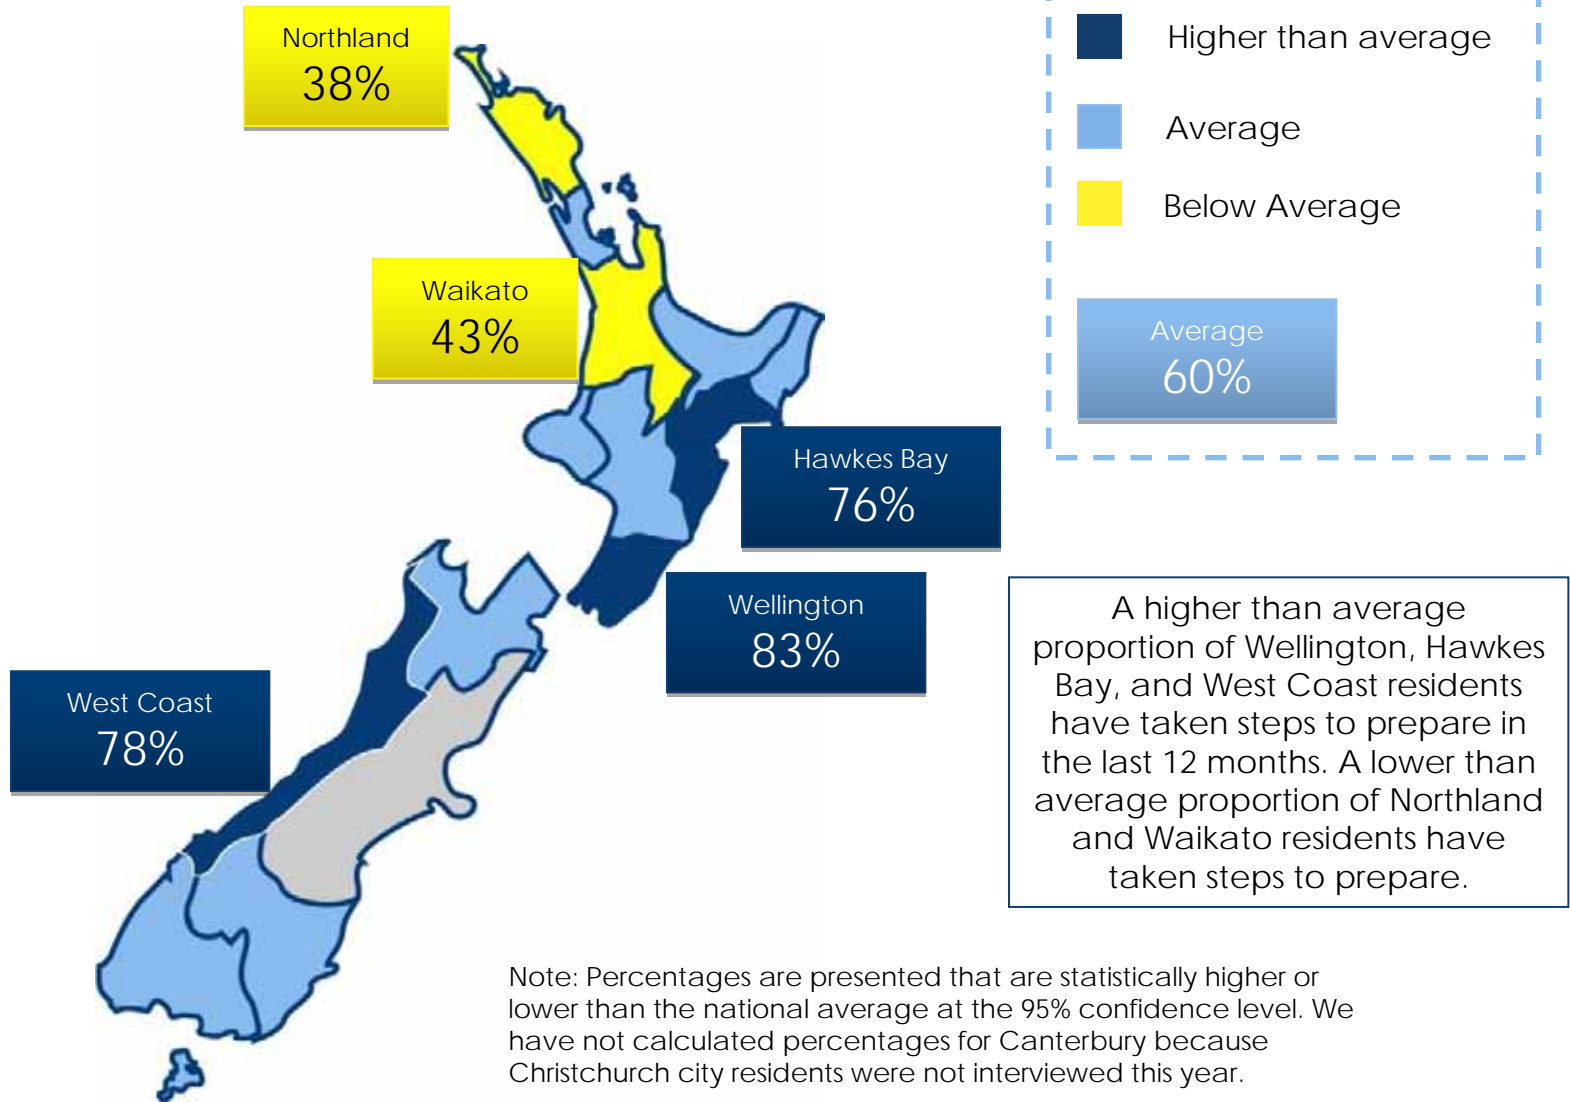 Northland
38%
Higher than average
Average
Below Average
Waikato
43%
Average
60%
Hawkes Bay
76%
Wellington
83%
West Coast
78%
A higher than average
proportion of Wellington, Hawkes
Bay, and West Coast residents
have taken steps to prepare in
the last 12 months. A lower than
average proportion of Northland
and Waikato residents have
taken steps to prepare.
Note: Percentages are presented that are statistically higher or
lower than the national average at the 95% confidence level. We
have not calculated percentages for Canterbury because
Christchurch city residents were not interviewed this year.